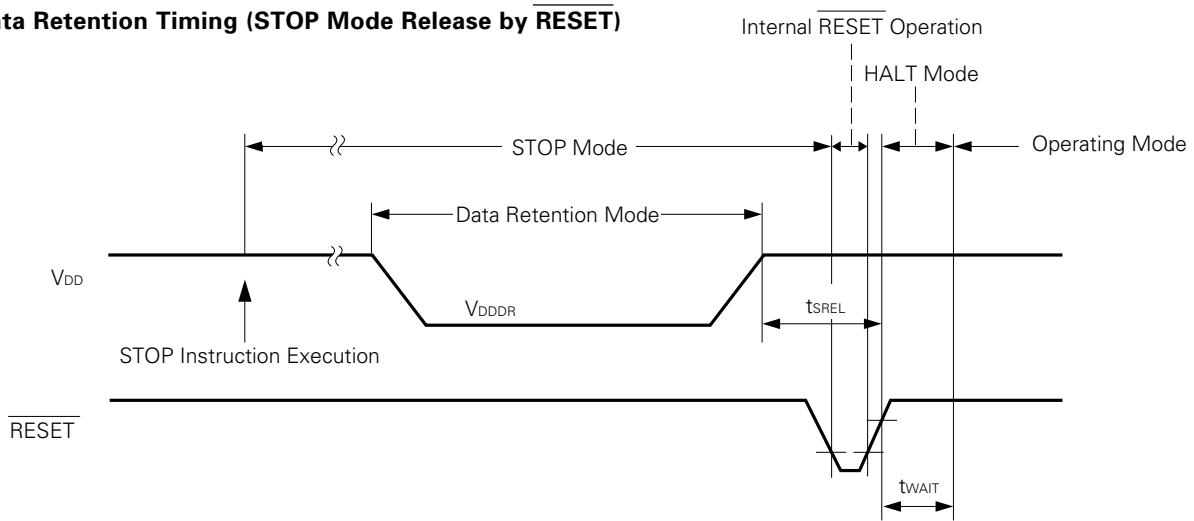 ata Retention Timing (STOP Mode Release by RESET)
Internal RESET Operation
HALT Mode
STOP Mode
Operating Mode
Data Retention Mode
VDD
VDDDR
tSREL
STOP Instruction Execution
RESET
tWAIT